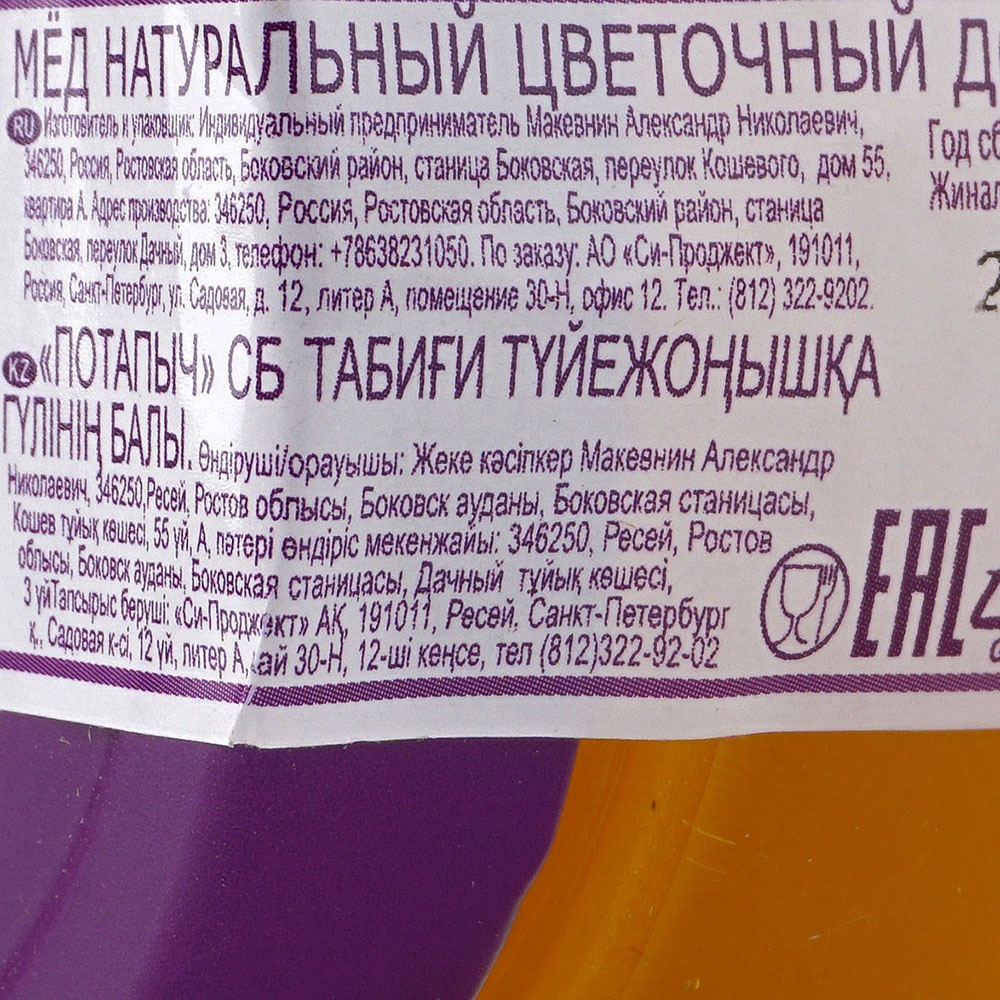 МЁД НАТУРАЛЬНЫЙ ЦВЕТОЧНЫЙ
RU Изготовитель и упаковщик: Индивидуальный предприниматель Макевнин Александр Николаевич,
346250, Россия, Ростовская область, Боковский район, станица Боковская, переулок Кошевого, дом 55,
квартира А. Адрес производства: 346250, Россия, Ростовская область, Боковский район, станица
Боковская, переулок Дачный, дом 3, телефон: +78638231050. По заказу: АО «Си-Проджект», 191011,
Россия, Санкт-Петербург, ул. Садовая, д. 12, литер А, помещение 30-Н, офис 12. Тел.: (812) 322-9202.
Год
KZ «ПОТАПЫЧ» СБ ТАБИҒИ ТҮЙЕЖОҢЫШҚА
ГҮЛІНІҢ БАЛЫ. Өндіруші/ораушы: Жеке кәсіпкер Макевнин Александр
Николаевич, 346250,Ресей, Ростов облысы, Боковск ауданы, Боковская станицасы,
Кошев тұйық көшесі, 55 үй, А, пәтері өндіріс мекенжайы: 346250, Ресей, Ростов
облысы, Боковск ауданы, Боковская станицасы, Дачный тұйық көшесі,
3 үйТапсырыс беруші: «Си-Проджект» АҚ, 191011, Ресей, Санкт-Петербург
қ., Садовая к-сі, 12 үй, литер А, жай 30-Н, 12-ші кеңсе, тел (812)322-92-02
EAC